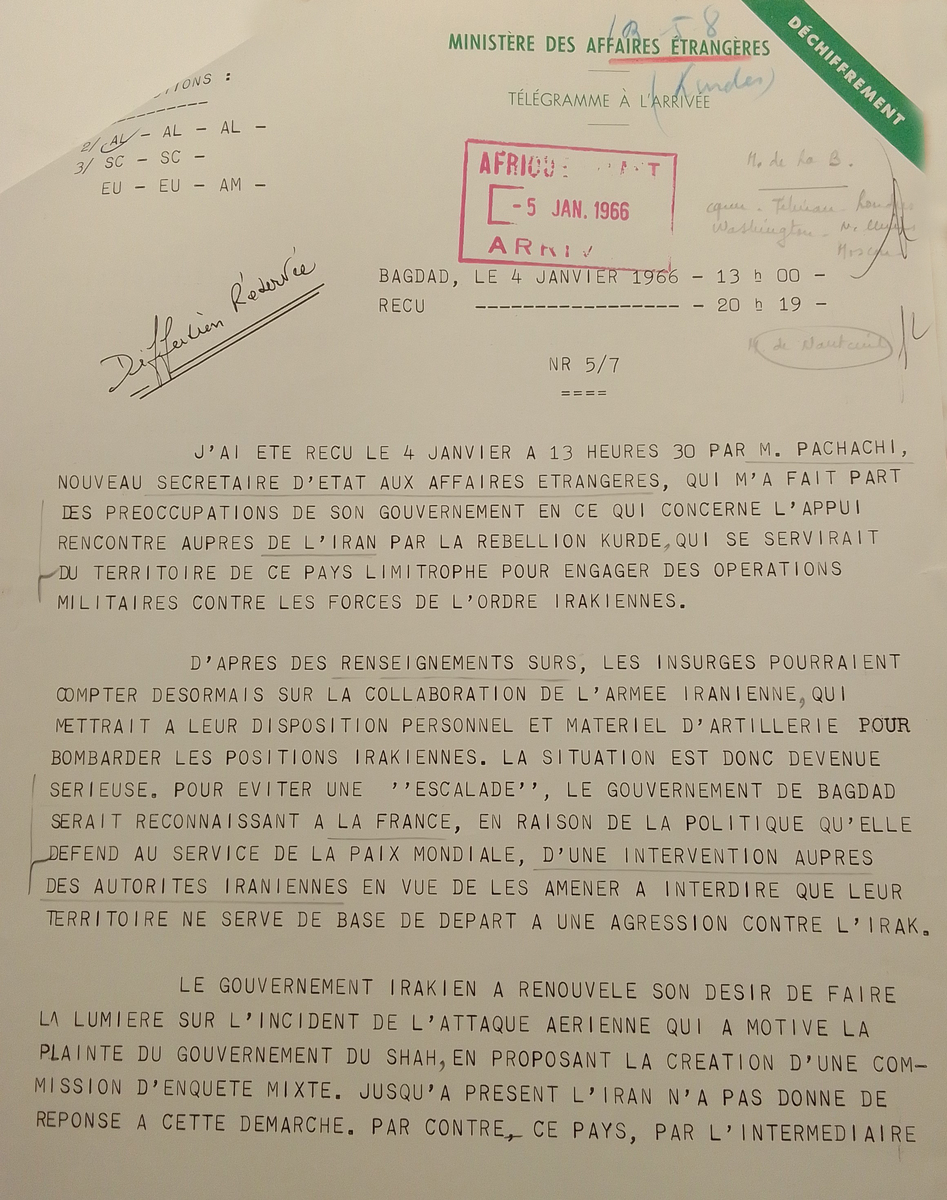 MINISTÈRE DES AFFAIRES ÉTRANGÈRES
(Kurdes)
TÉLÉGRAMME À L'ARRIVÉE
DÉCHIFFREMENT
2/ AL - AL - AL -
3/ SC - SC -
EU - EU - AM -
-5 JAN. 1966
M. de La B.
Washington
Diffusion Réservée
BAGDAD, LE 4 JANVIER 1966 - 13 h 00 -
RECU ----------------- - 20 h 19 -
NR 5/7
====
J'AI ETE RECU LE 4 JANVIER A 13 HEURES 30 PAR M. PACHACHI,
NOUVEAU SECRETAIRE D'ETAT AUX AFFAIRES ETRANGERES, QUI M'A FAIT PART
DES PREOCCUPATIONS DE SON GOUVERNEMENT EN CE QUI CONCERNE L'APPUI
RENCONTRE AUPRES DE L'IRAN PAR LA REBELLION KURDE, QUI SE SERVIRAIT
DU TERRITOIRE DE CE PAYS LIMITROPHE POUR ENGAGER DES OPERATIONS
MILITAIRES CONTRE LES FORCES DE L'ORDRE IRAKIENNES.
D'APRES DES RENSEIGNEMENTS SURS, LES INSURGES POURRAIENT
COMPTER DESORMAIS SUR LA COLLABORATION DE L'ARMEE IRANIENNE, QUI
METTRAIT A LEUR DISPOSITION PERSONNEL ET MATERIEL D'ARTILLERIE POUR
BOMBARDER LES POSITIONS IRAKIENNES. LA SITUATION EST DONC DEVENUE
SERIEUSE. POUR EVITER UNE ''ESCALADE'', LE GOUVERNEMENT DE BAGDAD
SERAIT RECONNAISSANT A LA FRANCE, EN RAISON DE LA POLITIQUE QU'ELLE
DEFEND AU SERVICE DE LA PAIX MONDIALE, D'UNE INTERVENTION AUPRES
DES AUTORITES IRANIENNES EN VUE DE LES AMENER A INTERDIRE QUE LEUR
TERRITOIRE NE SERVE DE BASE DE DEPART A UNE AGRESSION CONTRE L'IRAK.
LE GOUVERNEMENT IRAKIEN A RENOUVELE SON DESIR DE FAIRE
LA LUMIERE SUR L'INCIDENT DE L'ATTAQUE AERIENNE QUI A MOTIVE LA
PLAINTE DU GOUVERNEMENT DU SHAH, EN PROPOSANT LA CREATION D'UNE COM-
MISSION D'ENQUETE MIXTE. JUSQU'A PRESENT L'IRAN N'A PAS DONNE DE
REPONSE A CETTE DEMARCHE. PAR CONTRE, CE PAYS, PAR L'INTERMEDIAIRE